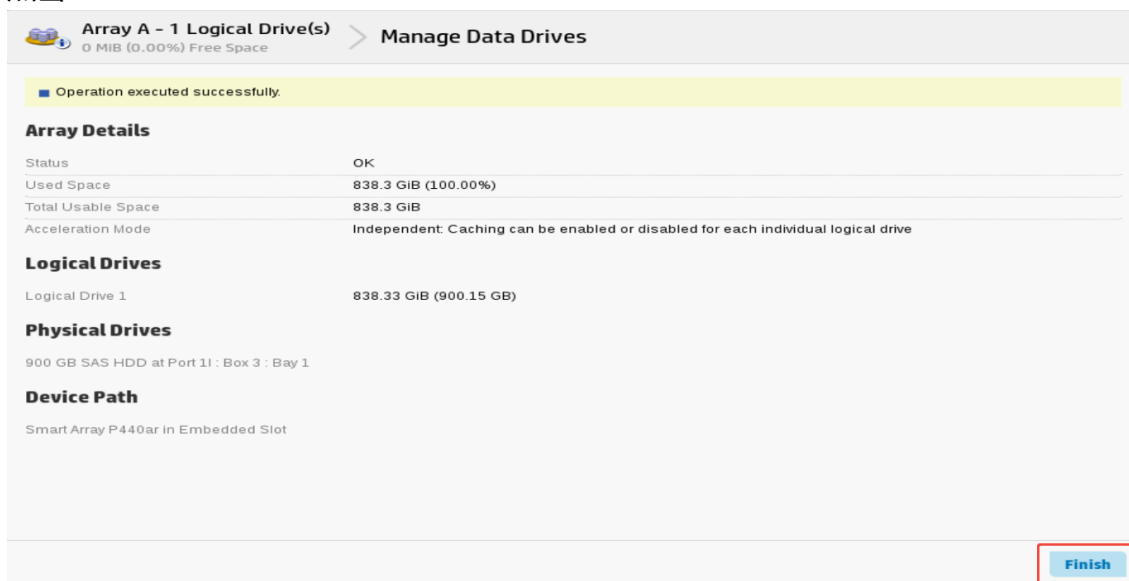 Array A - 1 Logical Drive(s)
0 MiB (0.00%) Free Space
Manage Data Drives
Operation executed successfully.
Array Details
Status OK
Used Space 838.3 GiB (100.00%)
Total Usable Space 838.3 GiB
Acceleration Mode Independent: Caching can be enabled or disabled for each individual logical drive
Logical Drives
Logical Drive 1 838.33 GiB (900.15 GB)
Physical Drives
900 GB SAS HDD at Port 1I : Box 3 : Bay 1
Device Path
Smart Array P440ar in Embedded Slot
Finish